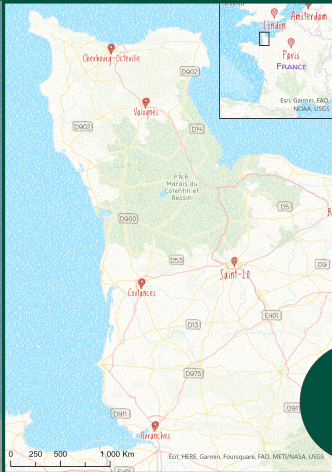 London
Amsterdam
Paris
FRANCE
Esri, Garmin, FAO,
NOAA, USGS
Cherbourg-Octeville
D902
Valognes
D902
D14
PNR
Marais du
Cotentin et
Bessin
D5
D900
D53
Saint-Lô
D9
Coutances
E401
D13
D975
D911
Avranches
0 250 500 1,000 Km
Esri, HERE, Garmin, Foursquare, FAO, METI/NASA, USGS